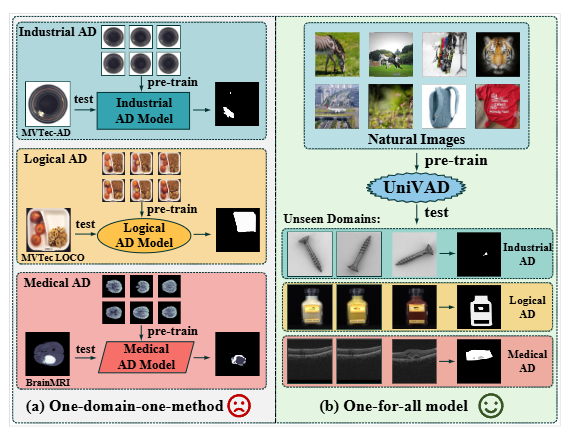 Industrial AD
pre-train
test
Industrial
AD Model
MVTec-AD
Logical AD
pre-train
test
Logical
AD Model
MVTec LOCO
Medical AD
pre-train
test
Medical
AD Model
BrainMRI
(a) One-domain-one-method
Natural Images
pre-train
UniVAD
test
Unseen Domains:
Industrial
AD
Logical
AD
Medical
AD
(b) One-for-all model